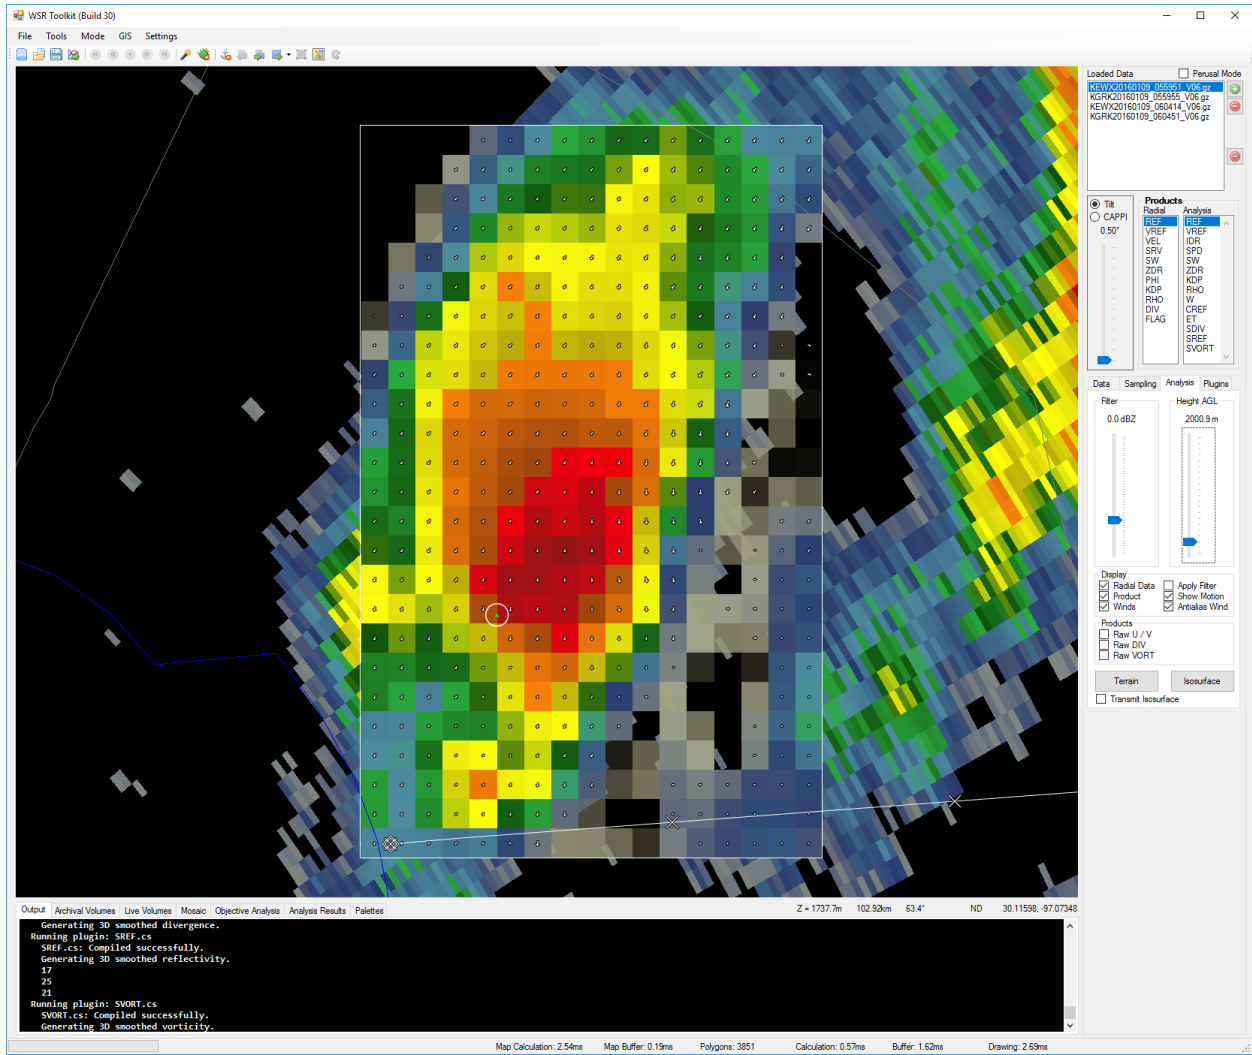 WSR Toolkit (Build 30)
File Tools Mode GIS Settings
Loaded Data Perusal Mode
KEWX20160109_055951_V06.gz
KGRK20160109_055955_V06.gz
KEWX20160109_060414_V06.gz
KGRK20160109_060451_V06.gz
Tilt
CAPPI
0.50°
Products
Radial Analysis
REF REF
VREF VREF
VEL IDR
SRV SPD
SW SW
ZDR ZDR
PHI KDP
KDP RHO
RHO W
DIV CREF
FLAG ET
SDIV
SREF
SVORT
Data Sampling Analysis Plugins
Filter Height AGL
0.0 dBZ 2000.9 m
Display
Radial Data Apply Filter
Product Show Motion
Winds Antialias Wind
Products
Raw U / V
Raw DIV
Raw VORT
Terrain Isosurface
Transmit Isosurface
Output Archival Volumes Live Volumes Mosaic Objective Analysis Analysis Results Palettes
Z = 1737.7m 102.92km 63.4° ND 30.11598, -97.07348
Generating 3D smoothed divergence.
Running plugin: SREF.cs
SREF.cs: Compiled successfully.
Generating 3D smoothed reflectivity.
17
25
21
Running plugin: SVORT.cs
SVORT.cs: Compiled successfully.
Generating 3D smoothed vorticity.
Map Calculation: 2.54ms Map Buffer: 0.19ms Polygons: 3851 Calculation: 0.57ms Buffer: 1.62ms Drawing: 2.69ms